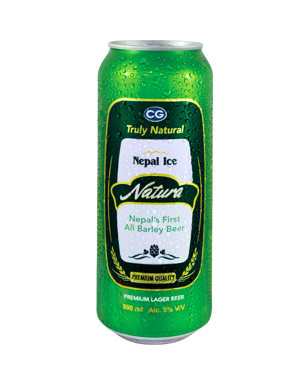 CG
Truly Natural
Nepal Ice
Natura
Nepal's First
All Barley Beer
PREMIUM QUALITY
PREMIUM LAGER BEER
500 ml Alc. 5% V/V